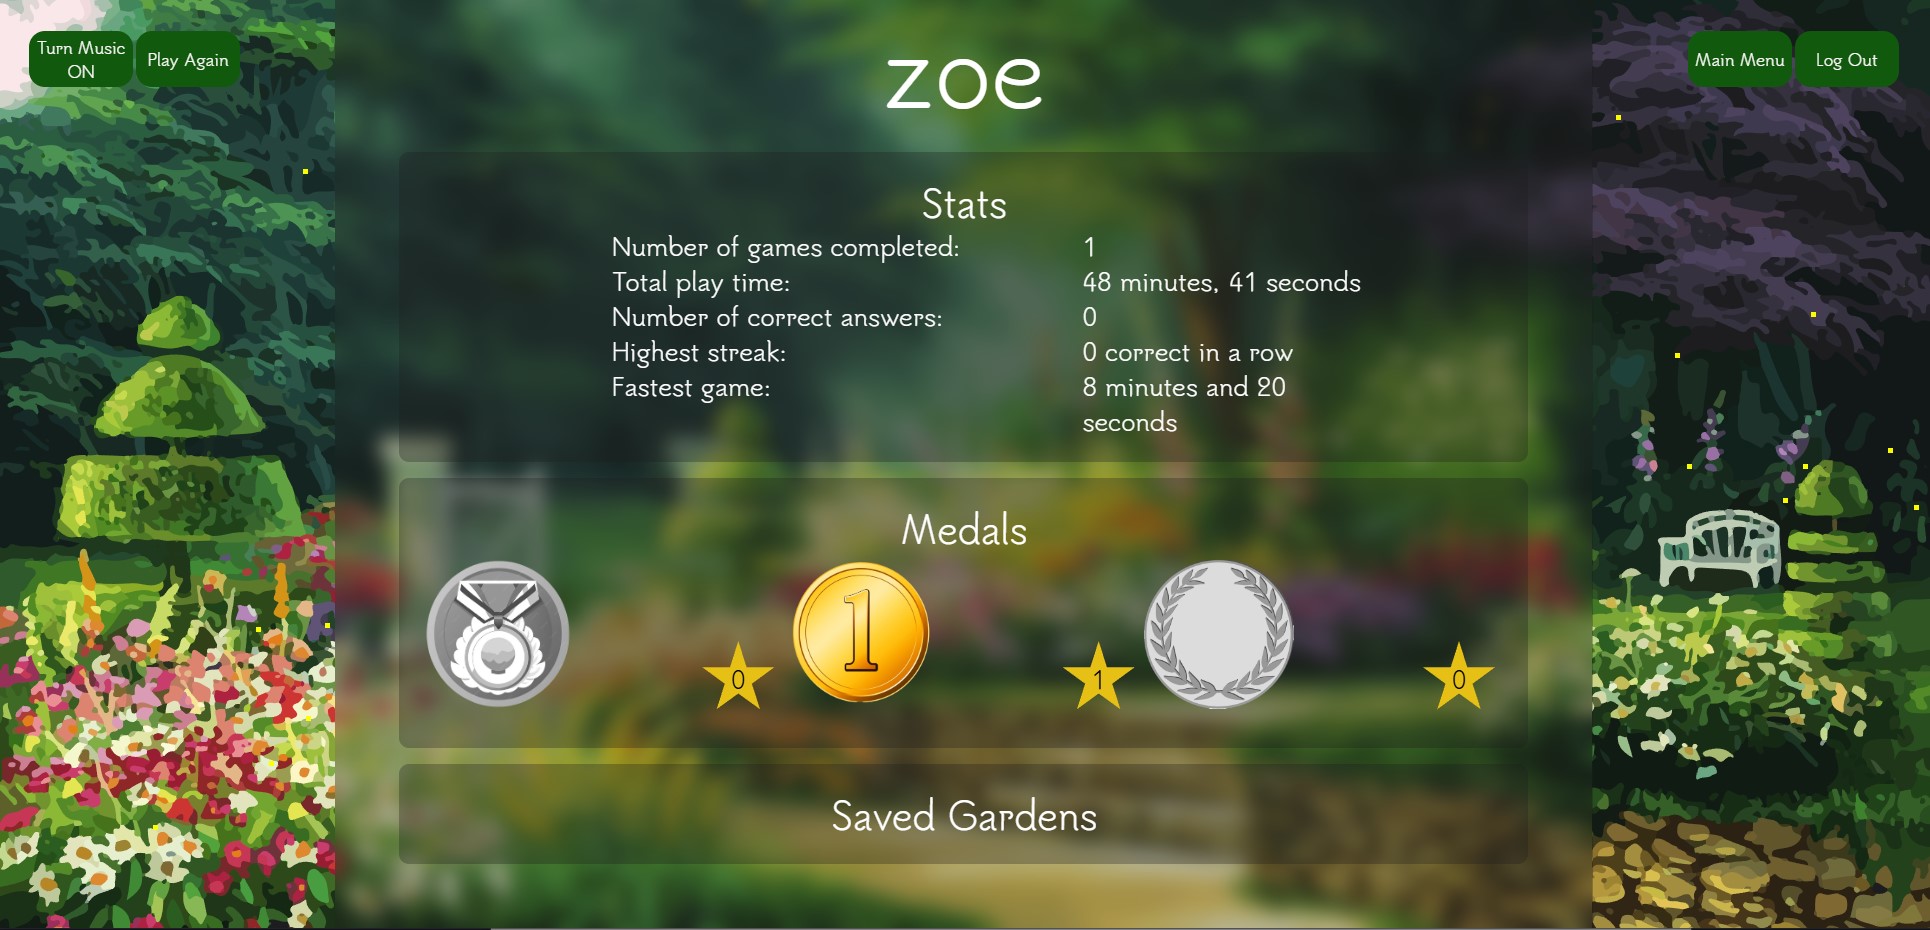 Turn Music
ON
Play Again
Main Menu
Log Out
zoe
Stats
Number of games completed: 1
Total play time: 48 minutes, 41 seconds
Number of correct answers: 0
Highest streak: 0 correct in a row
Fastest game: 8 minutes and 20
seconds
Medals
1
0
1
0
Saved Gardens